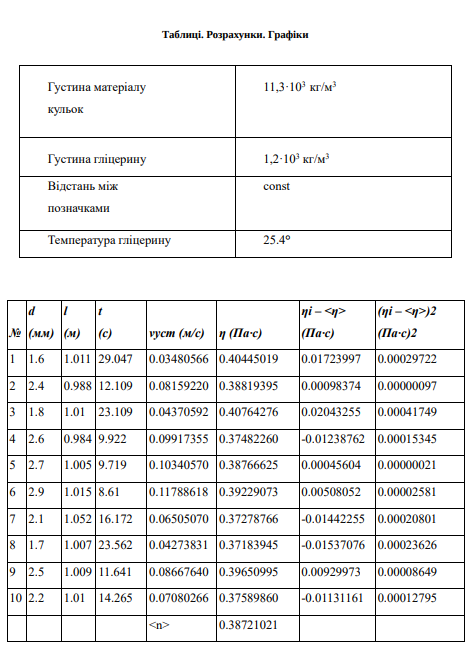 Таблиці. Розрахунки. Графіки
Густина матеріалу 11,3·10³ кг/м³
кульок
Густина гліцерину 1,2·10³ кг/м³
Відстань між const
позначками
Температура гліцерину 25.4°
d l t ηi – <η> (ηi – <η>)2
№ (мм) (м) (с) vуст (м/с) η (Па·с) (Па·с) (Па·с)2
1 1.6 1.011 29.047 0.03480566 0.40445019 0.01723997 0.00029722
2 2.4 0.988 12.109 0.08159220 0.38819395 0.00098374 0.00000097
3 1.8 1.01 23.109 0.04370592 0.40764276 0.02043255 0.00041749
4 2.6 0.984 9.922 0.09917355 0.37482260 -0.01238762 0.00015345
5 2.7 1.005 9.719 0.10340570 0.38766625 0.00045604 0.00000021
6 2.9 1.015 8.61 0.11788618 0.39229073 0.00508052 0.00002581
7 2.1 1.052 16.172 0.06505070 0.37278766 -0.01442255 0.00020801
8 1.7 1.007 23.562 0.04273831 0.37183945 -0.01537076 0.00023626
9 2.5 1.009 11.641 0.08667640 0.39650995 0.00929973 0.00008649
10 2.2 1.01 14.265 0.07080266 0.37589860 -0.01131161 0.00012795
<n> 0.38721021